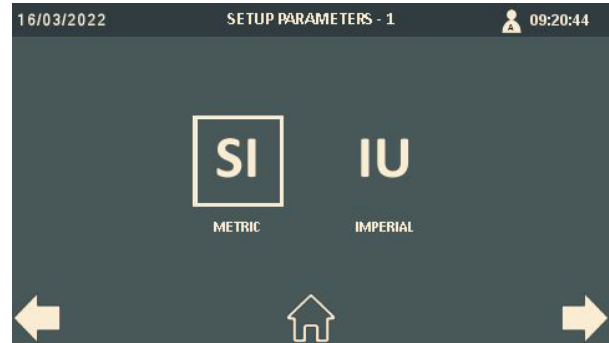 16/03/2022 SETUP PARAMETERS - 1 A 09:20:44
SI IU
METRIC IMPERIAL